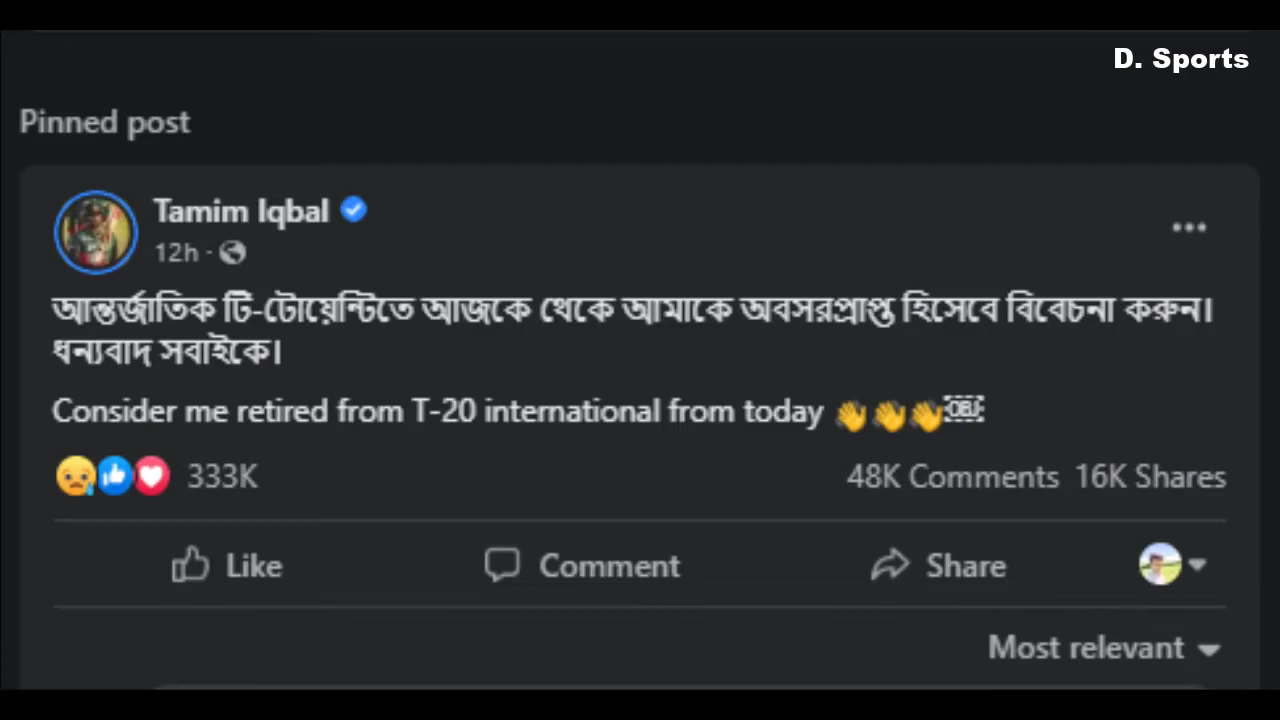 D. Sports
Pinned post
Tamim Iqbal
12h ·
আন্তর্জাতিক টি-টোয়েন্টিতে আজকে থেকে আমাকে অবসরপ্রাপ্ত হিসেবে বিবেচনা করুন।
ধন্যবাদ সবাইকে।
Consider me retired from T-20 international from today 👋👋👋￼
333K 48K Comments 16K Shares
Like Comment Share
Most relevant